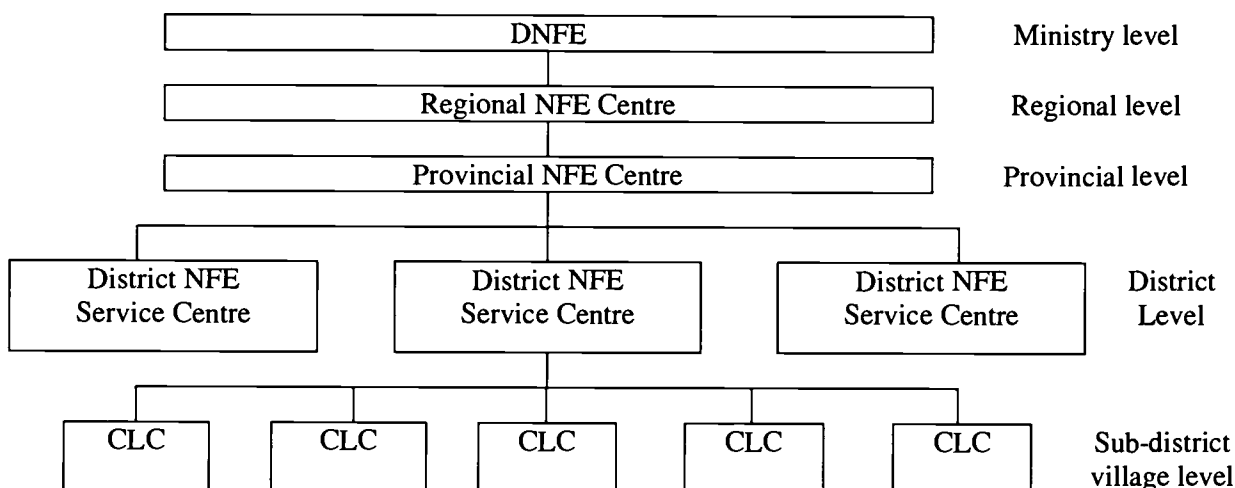 DNFE Ministry level
Regional NFE Centre Regional level
Provincial NFE Centre Provincial level
District NFE District NFE District NFE District
Service Centre Service Centre Service Centre Level
CLC CLC CLC CLC CLC Sub-district
village level